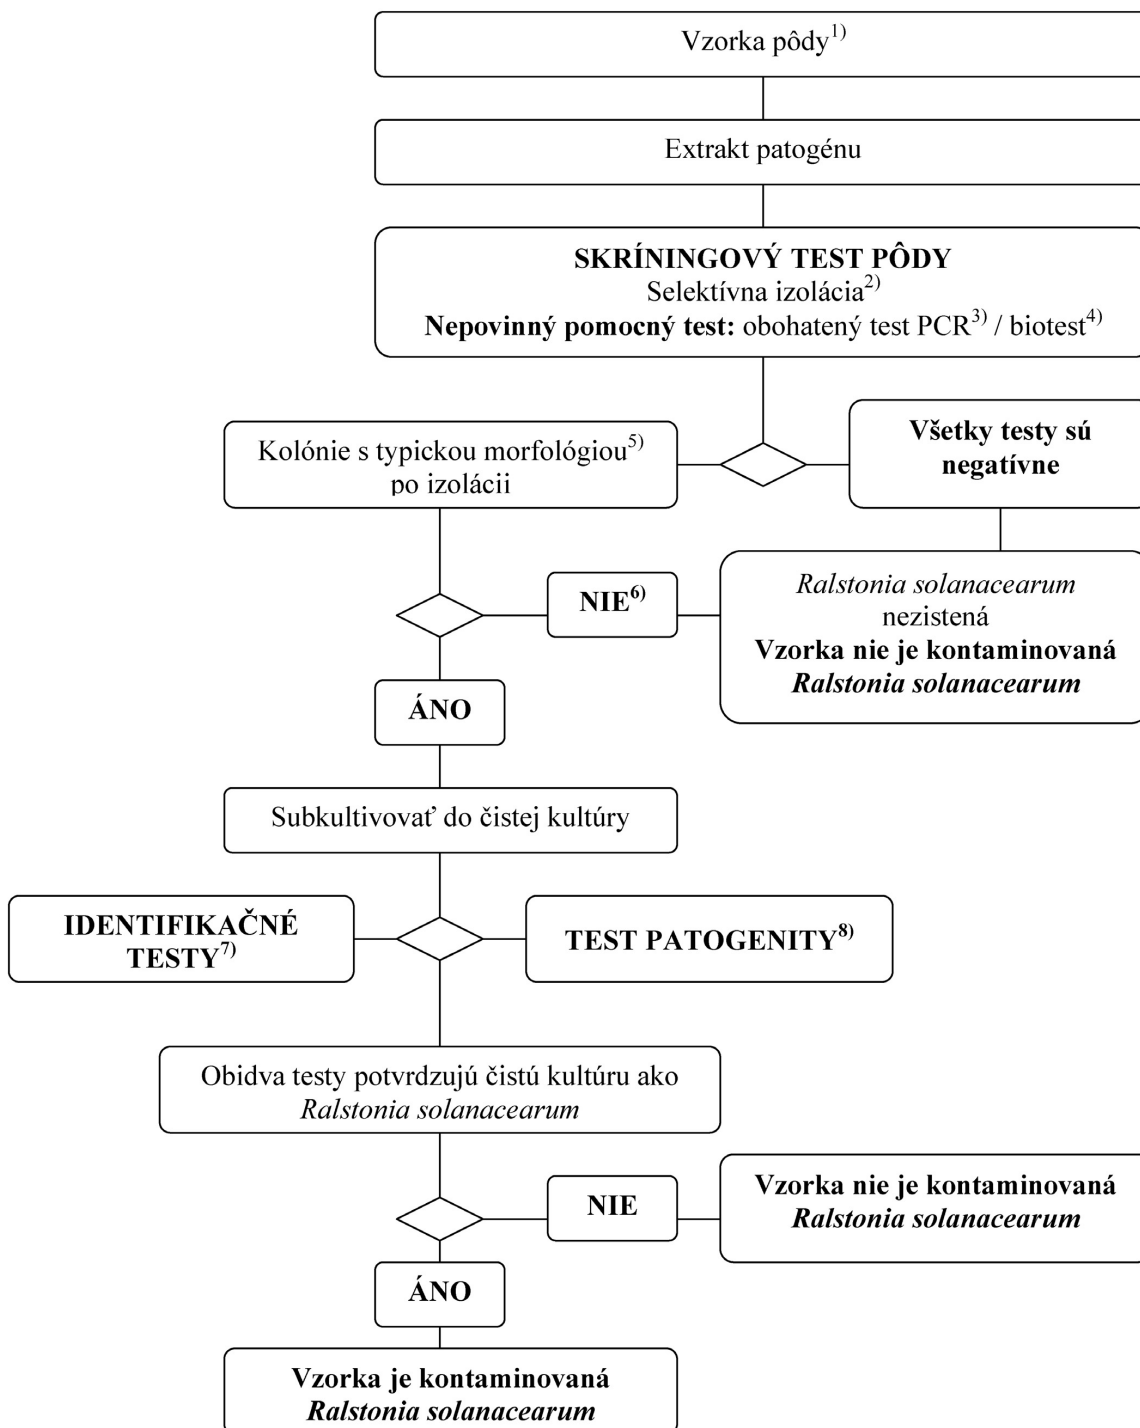 Vzorka pôdy1)
Extrakt patogénu
SKRÍNINGOVÝ TEST PÔDY
Selektívna izolácia2)
Nepovinný pomocný test: obohatený test PCR3) / biotest4)
Kolónie s typickou morfológiou5)
po izolácii
Všetky testy sú
negatívne
NIE6)
Ralstonia solanacearum
nezistená
Vzorka nie je kontaminovaná
Ralstonia solanacearum
ÁNO
Subkultivovať do čistej kultúry
IDENTIFIKAČNÉ
TESTY7)
TEST PATOGENITY8)
Obidva testy potvrdzujú čistú kultúru ako
Ralstonia solanacearum
NIE
Vzorka nie je kontaminovaná
Ralstonia solanacearum
ÁNO
Vzorka je kontaminovaná
Ralstonia solanacearum